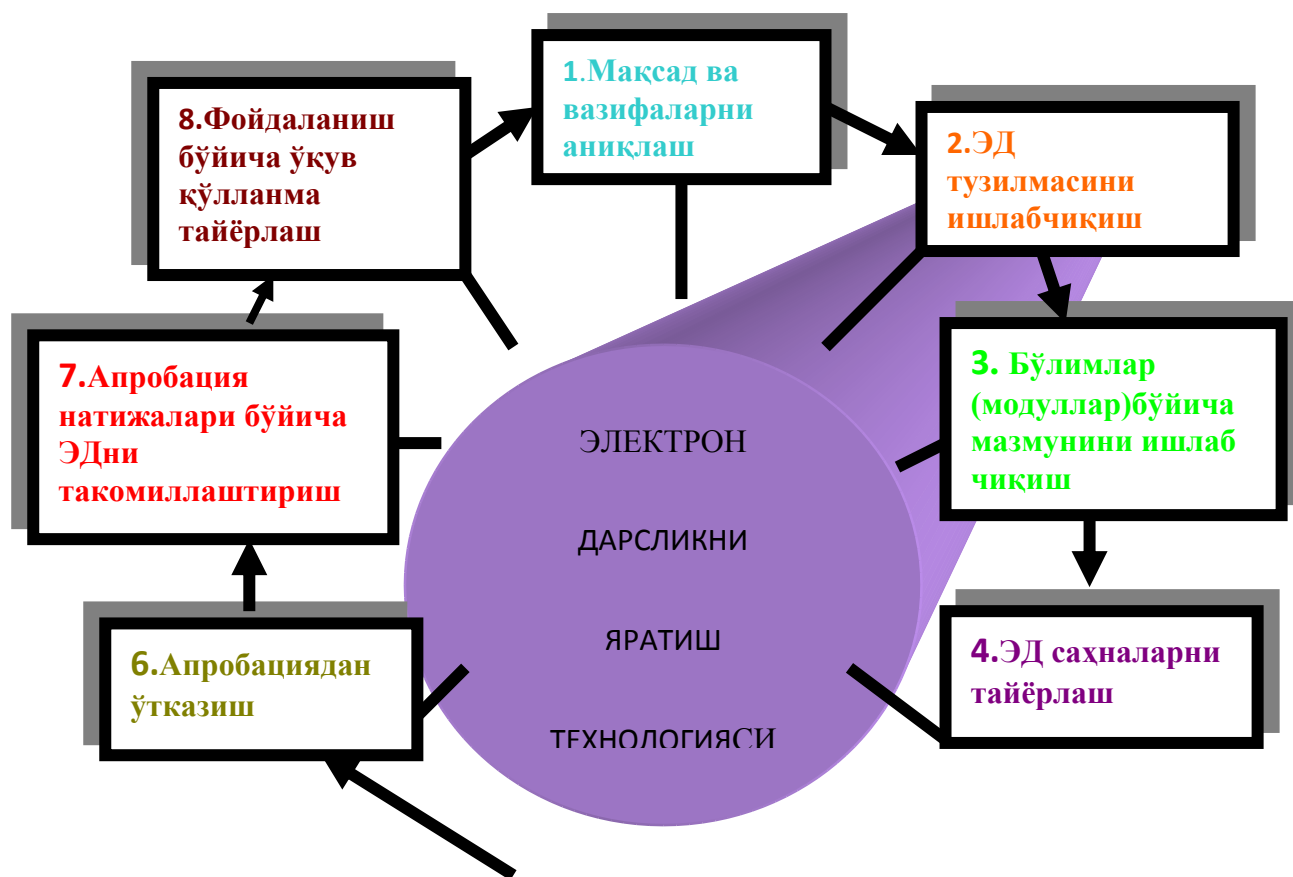 1.Мақсад ва
вазифаларни
аниқлаш
2.ЭД
тузилмасини
ишлабчиқиш
3. Бўлимлар
(модуллар)бўйича
мазмунини ишлаб
чиқиш
4.ЭД саҳналарни
тайёрлаш
6.Апробациядан
ўтказиш
7.Апробация
натижалари бўйича
ЭДни
такомиллаштириш
8.Фойдаланиш
бўйича ўқув
қўлланма
тайёрлаш
ЭЛЕКТРОН
ДАРСЛИКНИ
ЯРАТИШ
ТЕХНОЛОГИЯСИ